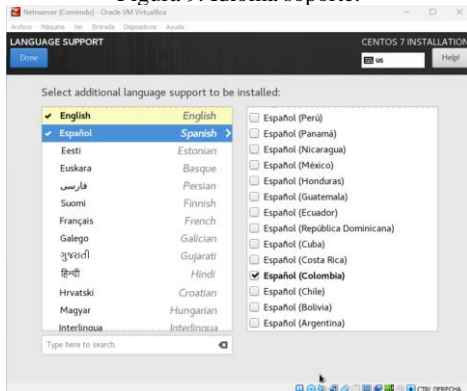 Figura 9. Idioma soporte.
Netmserver [Corriendo] - Oracle VM VirtualBox
Archivo Máquina Ver Entrada Dispositivos Ayuda
LANGUAGE SUPPORT
CENTOS 7 INSTALLATION
Done
us
Help!
Select additional language support to be installed:
English English
Español Spanish
Eesti Estonian
Euskara Basque
فارسی Persian
Suomi Finnish
Français French
Galego Galician
ગુજરાતી Gujarati
हिन्दी Hindi
Hrvatski Croatian
Magyar Hungarian
Interlingua Interlingua
Type here to search.
Español (Perú)
Español (Panamá)
Español (Nicaragua)
Español (México)
Español (Honduras)
Español (Guatemala)
Español (Ecuador)
Español (República Dominicana)
Español (Cuba)
Español (Costa Rica)
Español (Colombia)
Español (Chile)
Español (Bolivia)
Español (Argentina)
CTRL DERECHA